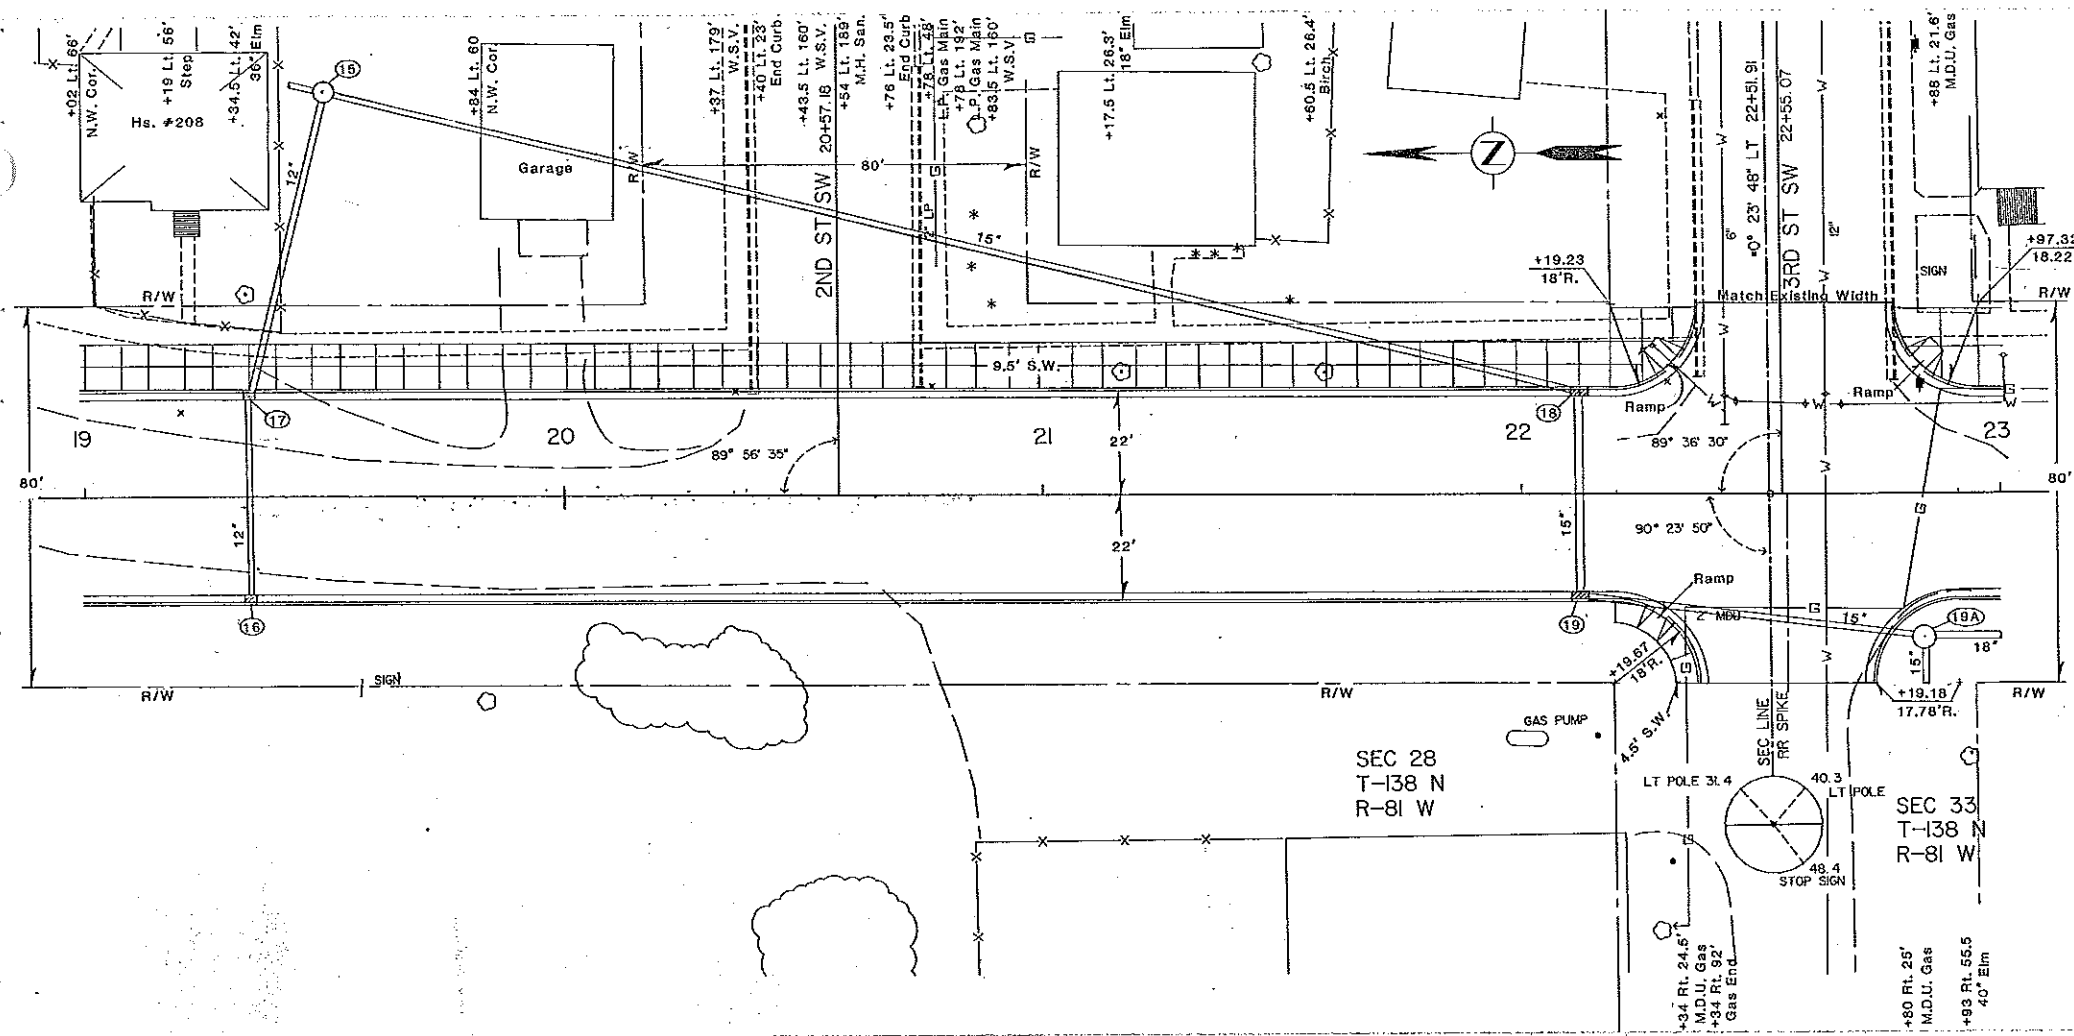 +02 Lt. 66'
N.W. Cor.
+19 Lt. 56'
Step
+34.5 Lt. 42'
36" Elm
Hs. #208
15
12"
+84 Lt. 60
N.W. Cor.
Garage
R/W
80'
R/W
+37 Lt. 179'
W.S.V.
+40 Lt. 23'
End Curb
+43.5 Lt. 160'
W.S.V.
20+57.18
2ND ST SW
+54 Lt. 189'
M.H. San.
+76 Lt. 23.5'
End Curb
+78 Lt. 48'
L.P. Gas Main
+78 Lt. 192'
L.P. Gas Main
+83.5 Lt. 160'
W.S.V.
G
G
2" LP
15"
+17.5 Lt. 26.3'
18" Elm
+60.5 Lt. 26.4'
Birch
N
6"
W
W
-0° 23' 48" LT 22+51.91
3RD ST SW 22+55.07
12"
W
W
+88 Lt. 21.6'
M.D.U. Gas
SIGN
+97.32
18.22
R/W
+19.23
18'R.
Match Existing Width
R/W
9.5' S.W.
17
18
Ramp
Ramp
W
G
W
19
20
21
22
23
22'
89° 56' 35"
89° 36' 30"
80'
80'
12"
22'
15"
90° 23' 50"
G
W
Ramp
2" MDU
G
15"
16
19
19A
18"
15"
+19.67
18'R.
G
W
+19.18
17.78'R.
R/W
SIGN
R/W
R/W
GAS PUMP
4.5' S.W.
SEC LINE
RR SPIKE
SEC 28
T-138 N
R-81 W
LT POLE 31.4
40.3
LT POLE
48.4
STOP SIGN
G
SEC 33
T-138 N
R-81 W
+34 Rt. 24.5'
M.D.U. Gas
+34 Rt. 92'
Gas End
+80 Rt. 25'
M.D.U. Gas
+93 Rt. 55.5
40" Elm